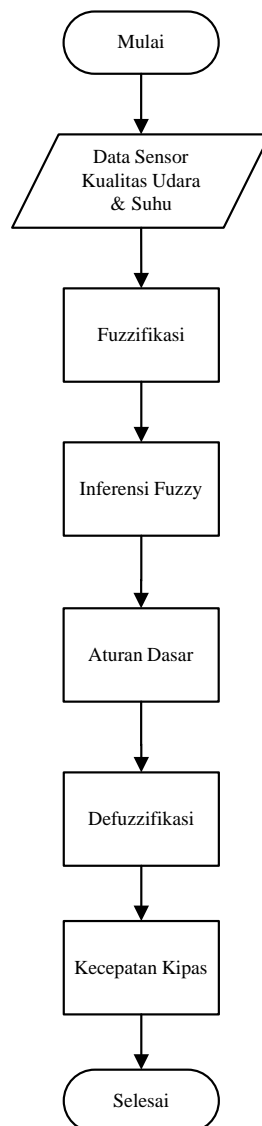 Mulai
Data Sensor
Kualitas Udara
& Suhu
Fuzzifikasi
Inferensi Fuzzy
Aturan Dasar
Defuzzifikasi
Kecepatan Kipas
Selesai